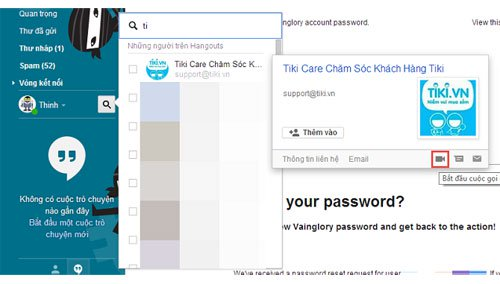 Quan trọng
Thư đã gửi
Thư nháp (1)
Spam (52)
Vòng kết nối
Thinh
Không có cuộc trò chuyện
nào gần đây
Bắt đầu một cuộc trò
chuyện mới
ti
Những người trên Hangouts
Tiki Care Chăm Sóc K...
support@tiki.vn
Vainglory account password.
View this
Tiki Care Chăm Sóc Khách Hàng Tiki
support@tiki.vn
TIKI.VN
Niềm vui mua sắm
Thêm vào
Thông tin liên hệ
Email
Bắt đầu cuộc gọi
your password?
w Vainglory password and get back to the action!
We've received a password reset request for user
If y